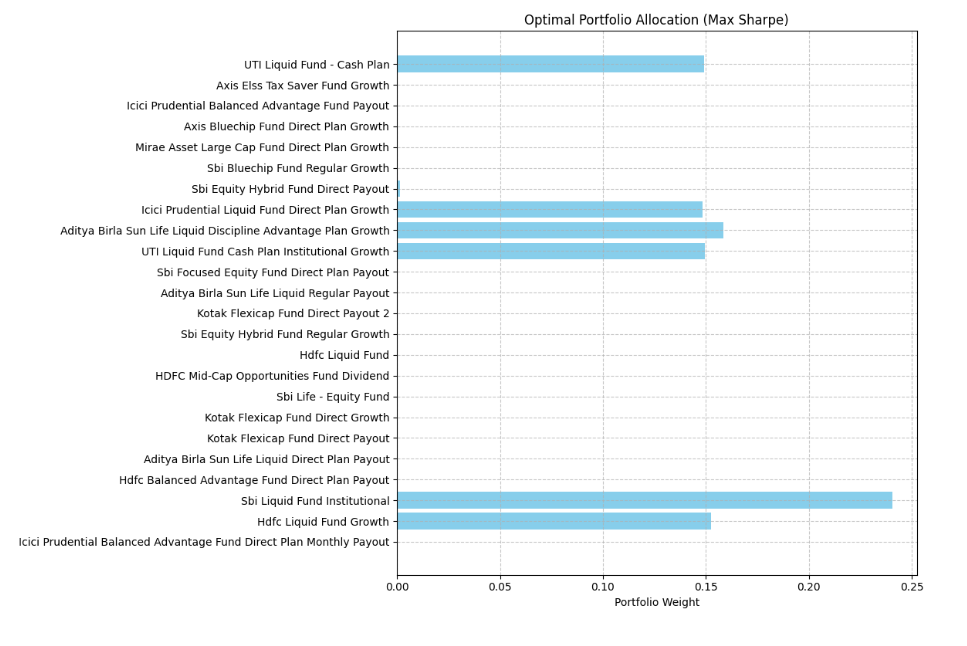 Optimal Portfolio Allocation (Max Sharpe)
UTI Liquid Fund - Cash Plan
Axis Elss Tax Saver Fund Growth
Icici Prudential Balanced Advantage Fund Payout
Axis Bluechip Fund Direct Plan Growth
Mirae Asset Large Cap Fund Direct Plan Growth
Sbi Bluechip Fund Regular Growth
Sbi Equity Hybrid Fund Direct Payout
Icici Prudential Liquid Fund Direct Plan Growth
Aditya Birla Sun Life Liquid Discipline Advantage Plan Growth
UTI Liquid Fund Cash Plan Institutional Growth
Sbi Focused Equity Fund Direct Plan Payout
Aditya Birla Sun Life Liquid Regular Payout
Kotak Flexicap Fund Direct Payout 2
Sbi Equity Hybrid Fund Regular Growth
Hdfc Liquid Fund
HDFC Mid-Cap Opportunities Fund Dividend
Sbi Life - Equity Fund
Kotak Flexicap Fund Direct Growth
Kotak Flexicap Fund Direct Payout
Aditya Birla Sun Life Liquid Direct Plan Payout
Hdfc Balanced Advantage Fund Direct Plan Payout
Sbi Liquid Fund Institutional
Hdfc Liquid Fund Growth
Icici Prudential Balanced Advantage Fund Direct Plan Monthly Payout
0.00 0.05 0.10 0.15 0.20 0.25
Portfolio Weight